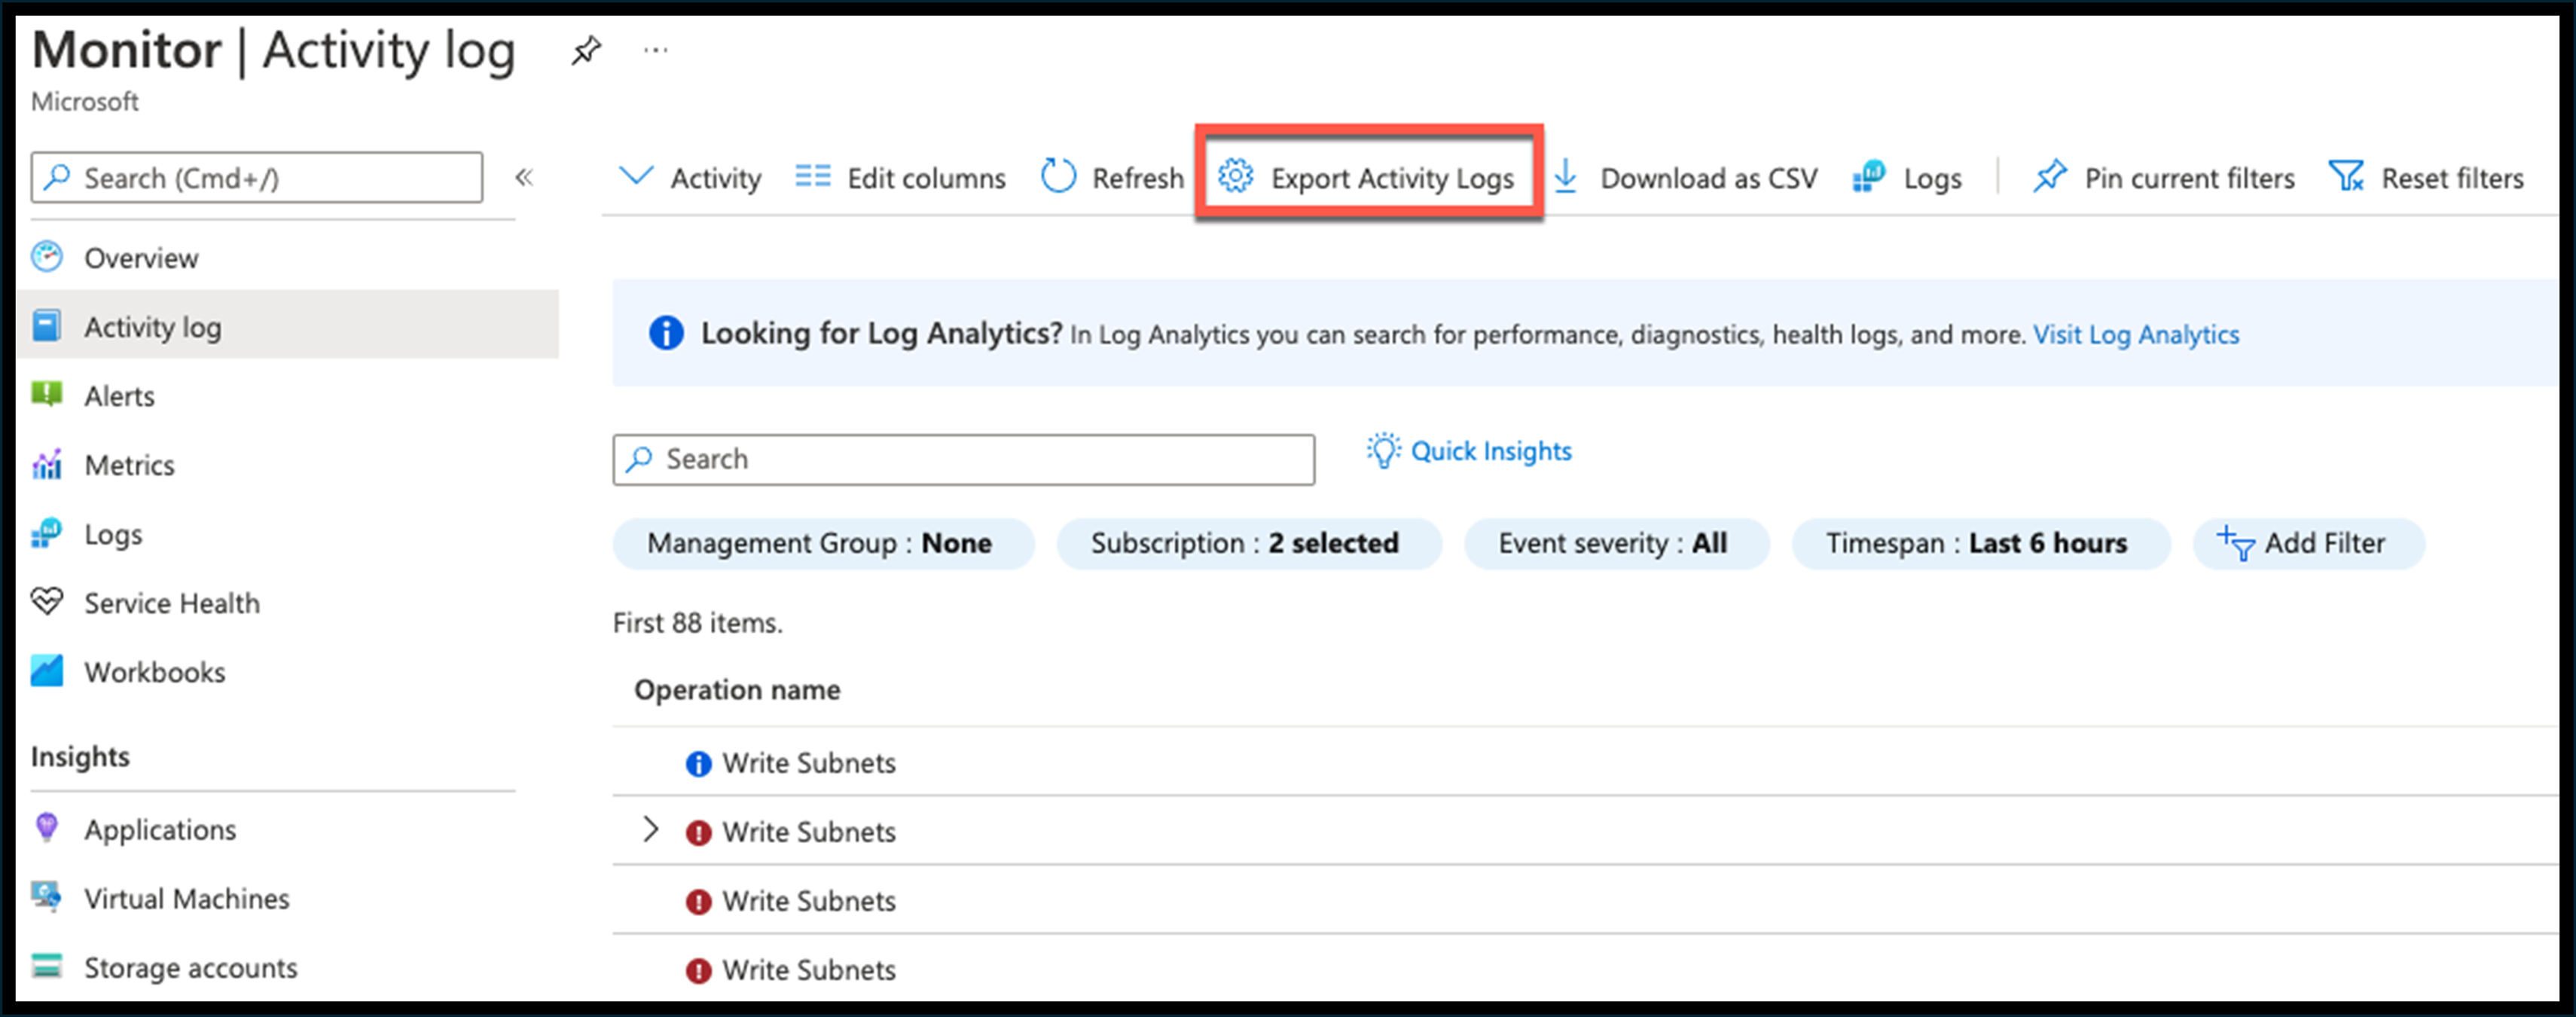 Monitor | Activity log
Microsoft
Search (Cmd+/)
Overview
Activity log
Alerts
Metrics
Logs
Service Health
Workbooks
Insights
Applications
Virtual Machines
Storage accounts
Activity Edit columns Refresh Export Activity Logs Download as CSV Logs Pin current filters Reset filters
Looking for Log Analytics? In Log Analytics you can search for performance, diagnostics, health logs, and more. Visit Log Analytics
Search
Quick Insights
Management Group : None Subscription : 2 selected Event severity : All Timespan : Last 6 hours Add Filter
First 88 items.
Operation name
Write Subnets
Write Subnets
Write Subnets
Write Subnets